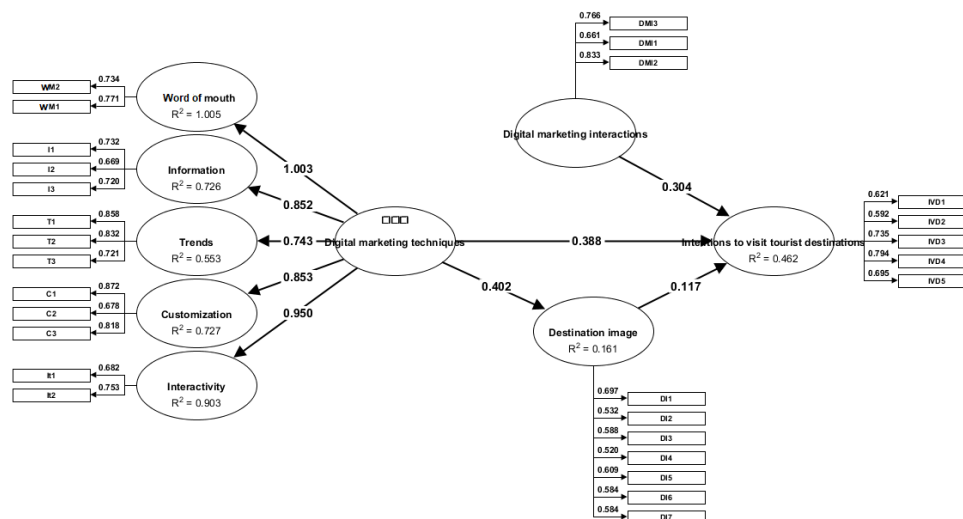 0.766
DMI3
0.661
DMI1
0.833
DMI2
Digital marketing interactions
0.734
WM2
0.771
WM1
Word of mouth
R² = 1.005
0.732
I1
0.669
I2
0.720
I3
Information
R² = 0.726
0.858
T1
0.832
T2
0.721
T3
Trends
R² = 0.553
0.872
C1
0.678
C2
0.818
C3
Customization
R² = 0.727
0.682
It1
0.753
It2
Interactivity
R² = 0.903
1.003
0.852
0.743
0.853
0.950
Digital marketing techniques
0.304
0.388
0.402
0.117
Intentions to visit tourist destinations
R² = 0.462
0.621
IVD1
0.592
IVD2
0.735
IVD3
0.794
IVD4
0.695
IVD5
Destination image
R² = 0.161
0.697
DI1
0.532
DI2
0.588
DI3
0.520
DI4
0.609
DI5
0.584
DI6
0.584
DI7